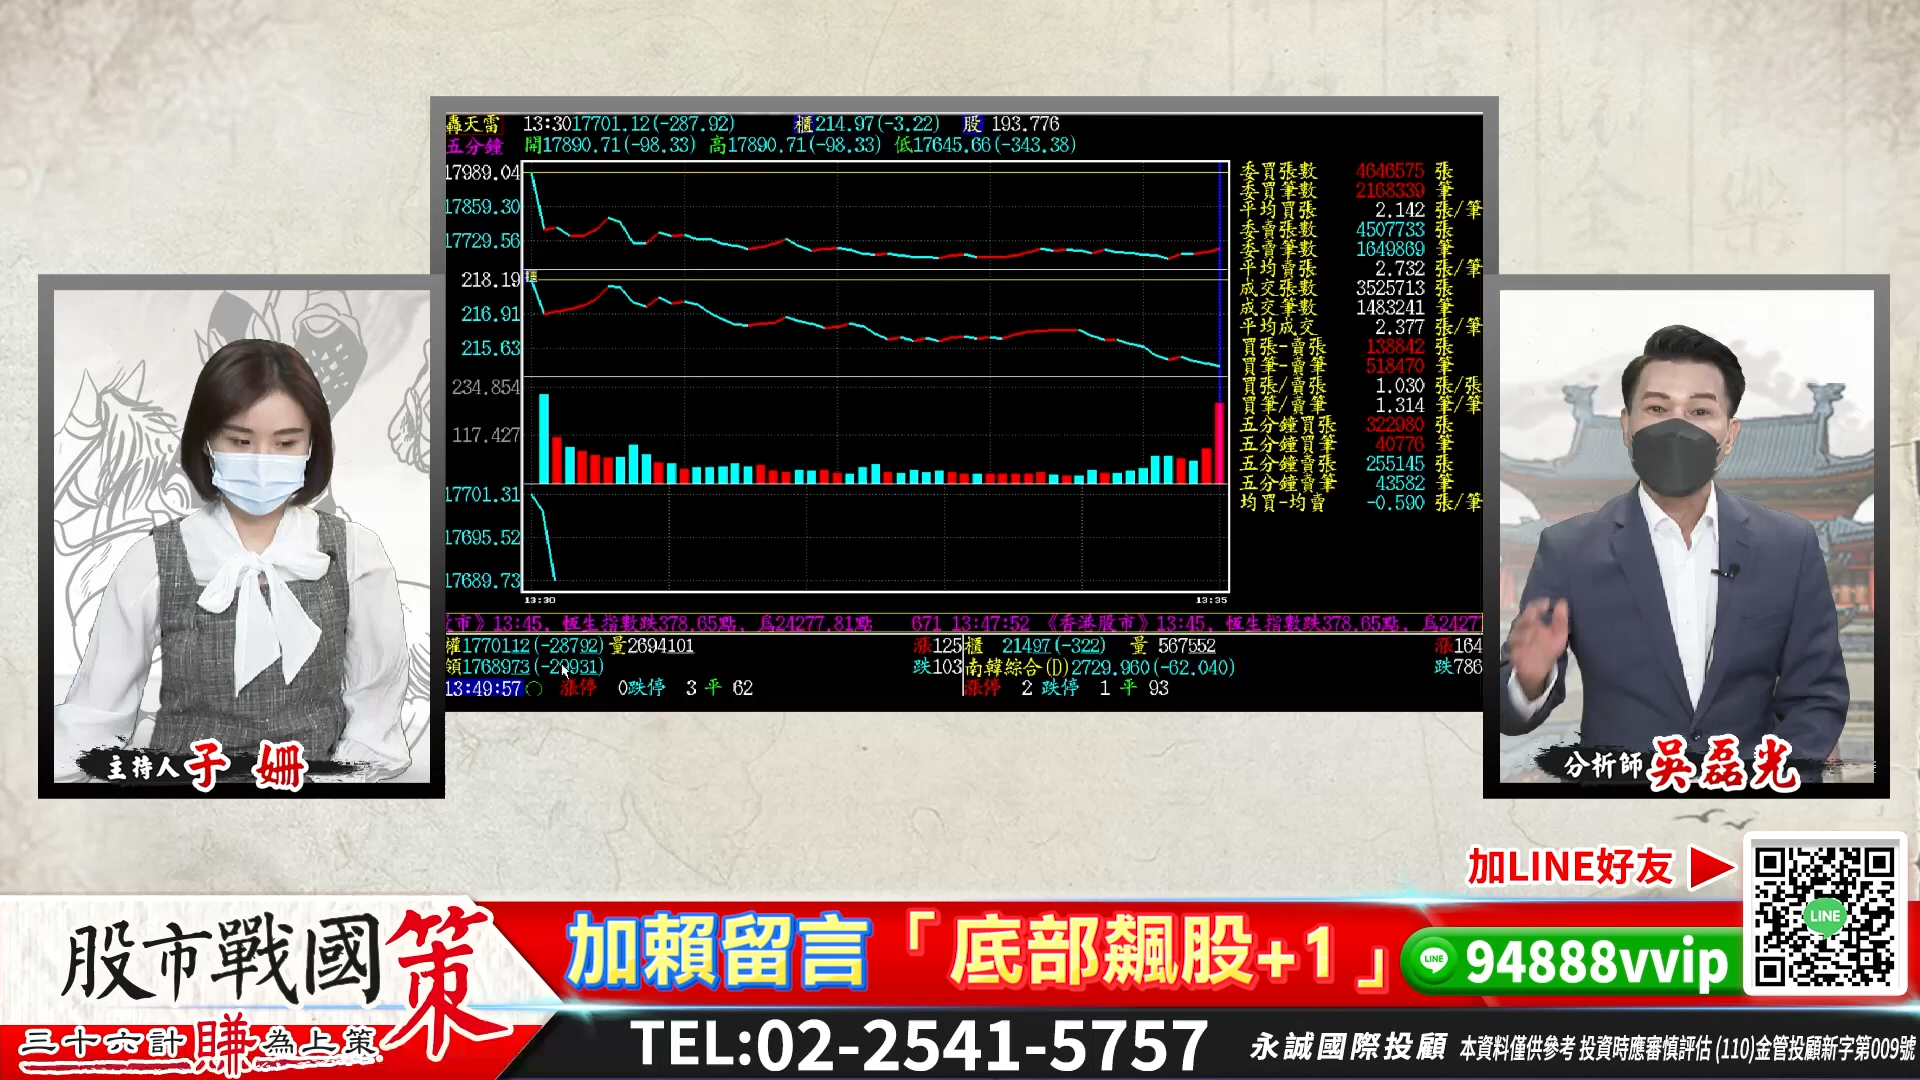 轟天雷 13:30 17701.12(-287.92) 櫃214.97(-3.22) 股 193.776
五分鐘 開17890.71(-98.33) 高17890.71(-98.33) 低17645.66(-343.38)
17989.04
17859.30
17729.56
218.19 櫃
216.91
215.63
234.854
117.427
17701.31
17695.52
17689.73
13:30 13:35
委買張數 4646575 張
委買筆數 2168339 筆
平均買張 2.142 張/筆
委賣張數 4507733 張
委賣筆數 1649869 筆
平均賣張 2.732 張/筆
成交張數 3525713 張
成交筆數 1483241 筆
平均成交 2.377 張/筆
買張-賣張 138842 張
買筆-賣筆 518470 筆
買張/賣張 1.030 張/張
買筆/賣筆 1.314 筆/筆
五分鐘買張 322980 張
五分鐘買筆 40776 筆
五分鐘賣張 255145 張
五分鐘賣筆 43582 筆
均買-均賣 -0.590 張/筆
股市》13:45, 恆生指數跌378.65點, 為24277.81點 671 13:47:52 《香港股市》13:45, 恆生指數跌378.65點, 為2427
權1770112(-28792)量2694101 漲125 櫃 21497(-322) 量 567552 漲164
領1768973(-29931) 跌103 南韓綜合(D)2729.960(-62.040) 跌786
13:49:57 漲停 0跌停 3 平 62 漲停 2 跌停 1 平 93
主持人 子姍
分析師 吳磊光
加LINE好友
LINE
股市戰國策
三十六計賺為上策
加賴留言「底部飆股+1」
LINE 94888vvip
TEL:02-2541-5757
永誠國際投顧 本資料僅供參考 投資時應審慎評估 (110)金管投顧新字第009號